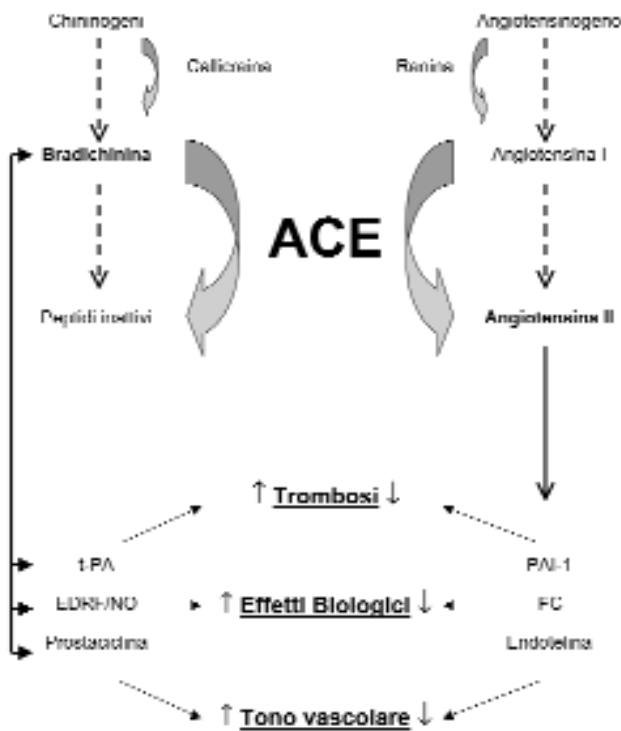 Chininogeni Angiotensinogeno
Callicreina Renina
Bradichinina Angiotensina I
ACE
Peptidi inattivi Angiotensina II
↑ Trombosi ↓
t-PA PAI-1
EDRF/NO ↑ Effetti Biologici ↓
Prostaciclina Endotelina
↑ Tono vascolare ↓